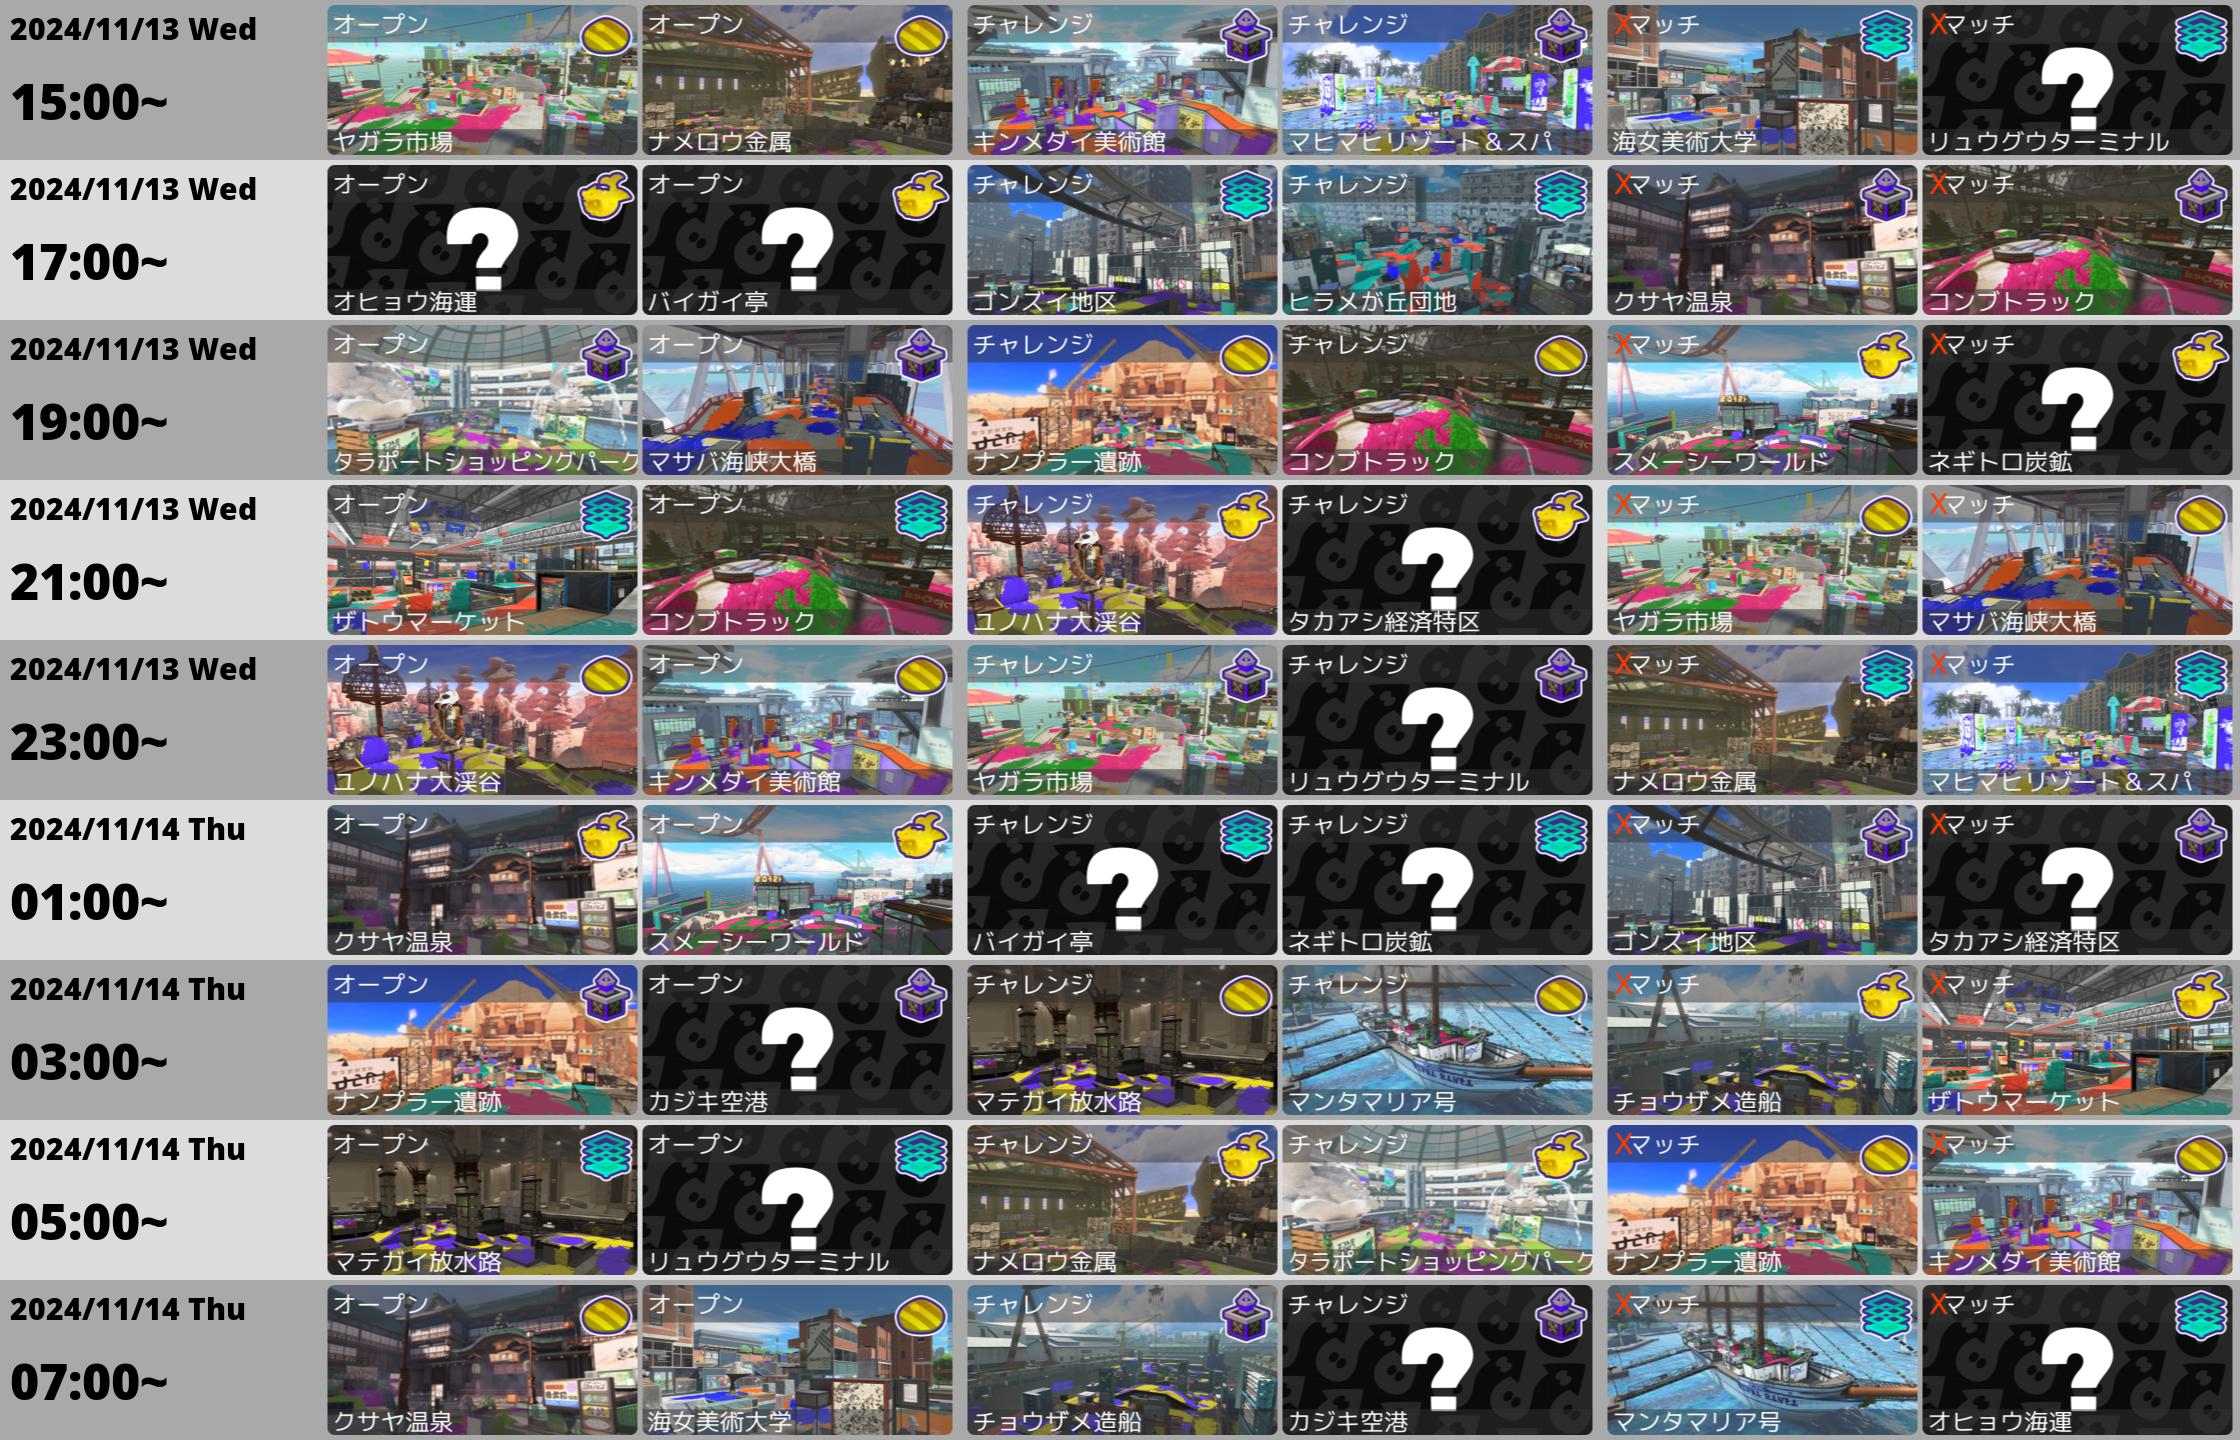 2024/11/13 Wed
15:00~
オープン
ヤガラ市場
オープン
ナメロウ金属
チャレンジ
キンメダイ美術館
チャレンジ
マヒマヒリゾート＆スパ
Xマッチ
海女美術大学
Xマッチ
?
リュウグウターミナル
2024/11/13 Wed
17:00~
オープン
?
オヒョウ海運
オープン
?
バイガイ亭
チャレンジ
ゴンズイ地区
チャレンジ
ヒラメが丘団地
Xマッチ
クサヤ温泉
Xマッチ
コンブトラック
2024/11/13 Wed
19:00~
オープン
タラポートショッピングパーク
オープン
マサバ海峡大橋
チャレンジ
ナンプラー遺跡
チャレンジ
コンブトラック
Xマッチ
スメーシーワールド
Xマッチ
?
ネギトロ炭鉱
2024/11/13 Wed
21:00~
オープン
ザトウマーケット
オープン
コンブトラック
チャレンジ
ユノハナ大渓谷
チャレンジ
?
タカアシ経済特区
Xマッチ
ヤガラ市場
Xマッチ
マサバ海峡大橋
2024/11/13 Wed
23:00~
オープン
ユノハナ大渓谷
オープン
キンメダイ美術館
チャレンジ
ヤガラ市場
チャレンジ
?
リュウグウターミナル
Xマッチ
ナメロウ金属
Xマッチ
マヒマヒリゾート＆スパ
2024/11/14 Thu
01:00~
オープン
クサヤ温泉
オープン
スメーシーワールド
チャレンジ
?
バイガイ亭
チャレンジ
?
ネギトロ炭鉱
Xマッチ
ゴンズイ地区
Xマッチ
?
タカアシ経済特区
2024/11/14 Thu
03:00~
オープン
ナンプラー遺跡
オープン
?
カジキ空港
チャレンジ
マテガイ放水路
チャレンジ
マンタマリア号
Xマッチ
チョウザメ造船
Xマッチ
ザトウマーケット
2024/11/14 Thu
05:00~
オープン
マテガイ放水路
オープン
?
リュウグウターミナル
チャレンジ
ナメロウ金属
チャレンジ
タラポートショッピングパーク
Xマッチ
ナンプラー遺跡
Xマッチ
キンメダイ美術館
2024/11/14 Thu
07:00~
オープン
クサヤ温泉
オープン
海女美術大学
チャレンジ
チョウザメ造船
チャレンジ
?
カジキ空港
Xマッチ
マンタマリア号
Xマッチ
?
オヒョウ海運